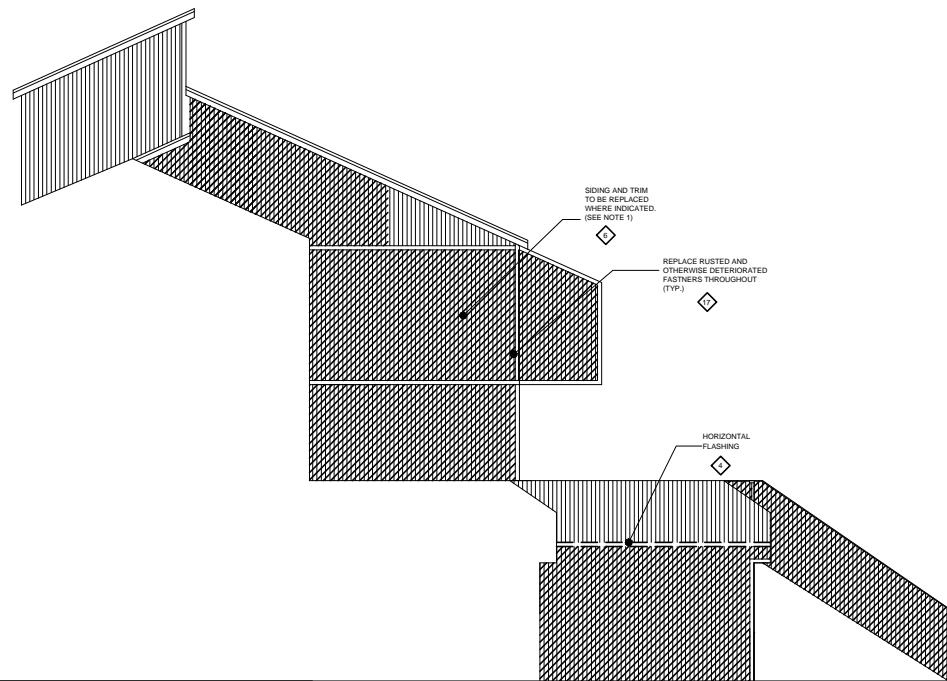 SIDING AND TRIM
TO BE REPLACED
WHERE INDICATED.
(SEE NOTE 1)
6
REPLACE RUSTED AND
OTHERWISE DETERIORATED
FASTNERS THROUGHOUT
(TYP.)
17
HORIZONTAL
FLASHING
4